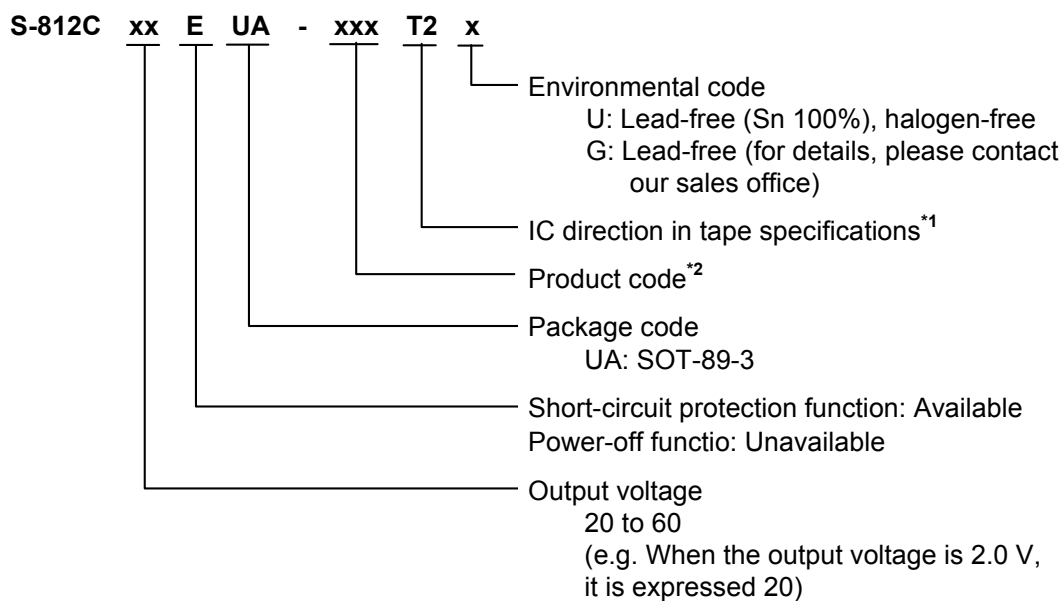 S-812C xx E UA - xxx T2 x
Environmental code
U: Lead-free (Sn 100%), halogen-free
G: Lead-free (for details, please contact
our sales office)
IC direction in tape specifications*1
Product code*2
Package code
UA: SOT-89-3
Short-circuit protection function: Available
Power-off functio: Unavailable
Output voltage
20 to 60
(e.g. When the output voltage is 2.0 V,
it is expressed 20)